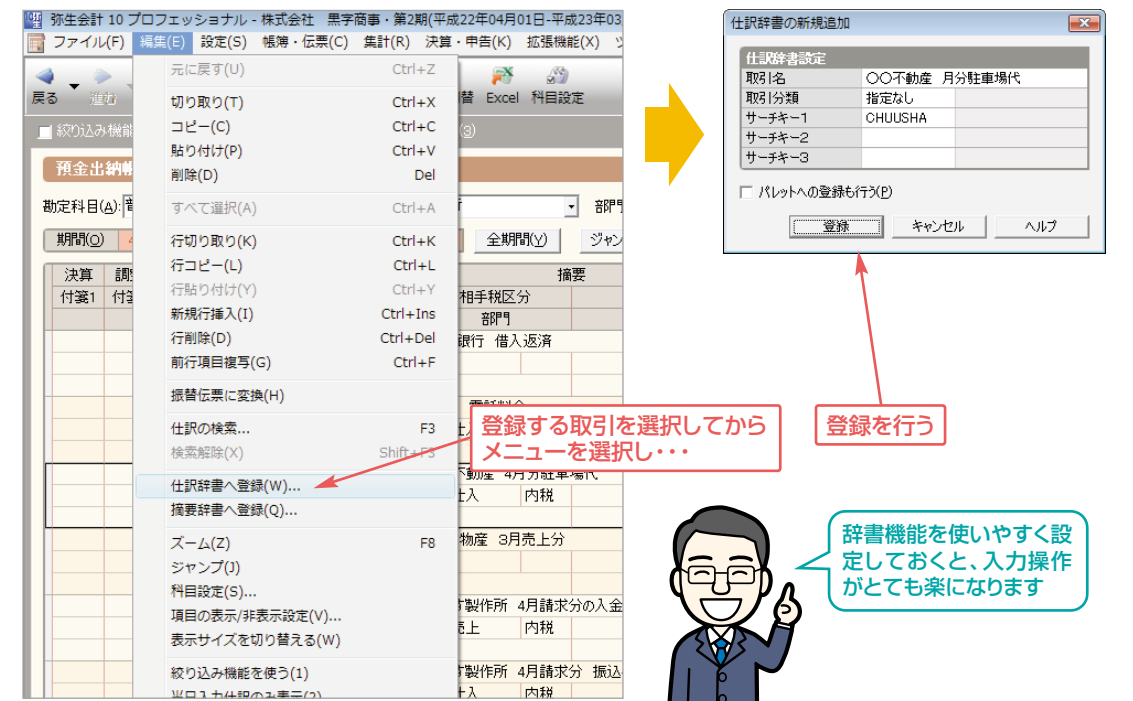 弥生会計 10 プロフェッショナル - 株式会社 黒字商事・第2期(平成22年04月01日-平成23年03
ファイル(F) 編集(E) 設定(S) 帳簿・伝票(C) 集計(R) 決算・申告(K) 拡張機能(X)
元に戻す(U) Ctrl+Z
戻る 進む 替 Excel 科目設定
切り取り(T) Ctrl+X
絞り込み機能 コピー(C) Ctrl+C (3)
貼り付け(P) Ctrl+V
預金出納帳 削除(D) Del
勘定科目(A): すべて選択(A) Ctrl+A 部門
期間(O) 行切り取り(K) Ctrl+K 全期間(Y) ジャン
決算 調 行コピー(L) Ctrl+L 摘要
付箋1 付箋 行貼り付け(Y) Ctrl+Y 相手税区分
新規行挿入(I) Ctrl+Ins 部門
行削除(D) Ctrl+Del 銀行 借入返済
前行項目複写(G) Ctrl+F
振替伝票に変換(H)
仕訳の検索... F3
検索解除(X) Shift+F3
不動産 4月分駐車場代
仕訳辞書へ登録(W)... 仕入 内税
摘要辞書へ登録(Q)...
ズーム(Z) F8 物産 3月売上分
ジャンプ(J)
科目設定(S)...
項目の表示/非表示設定(V)... 製作所 4月請求分の入金
表示サイズを切り替える(W) 売上 内税
絞り込み機能を使う(1) 製作所 4月請求分 振込
当日入力仕訳のみ表示(2) 仕入 内税
登録する取引を選択してから
メニューを選択し・・・
仕訳辞書の新規追加
仕訳辞書設定
取引名 〇〇不動産 月分駐車場代
取引分類 指定なし
サーチキー1 CHUUSHA
サーチキー2
サーチキー3
パレットへの登録も行う(P)
登録 キャンセル ヘルプ
登録を行う
辞書機能を使いやすく設
定しておくと、入力操作
がとても楽になります